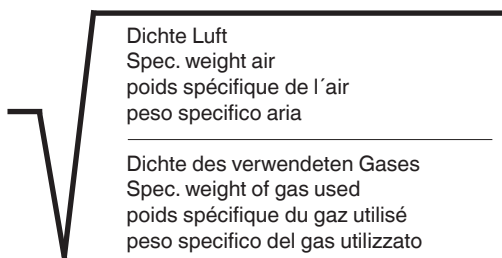 Dichte Luft
Spec. weight air
poids spécifique de l´air
peso specifico aria
Dichte des verwendeten Gases
Spec. weight of gas used
poids spécifique du gaz utilisé
peso specifico del gas utilizzato